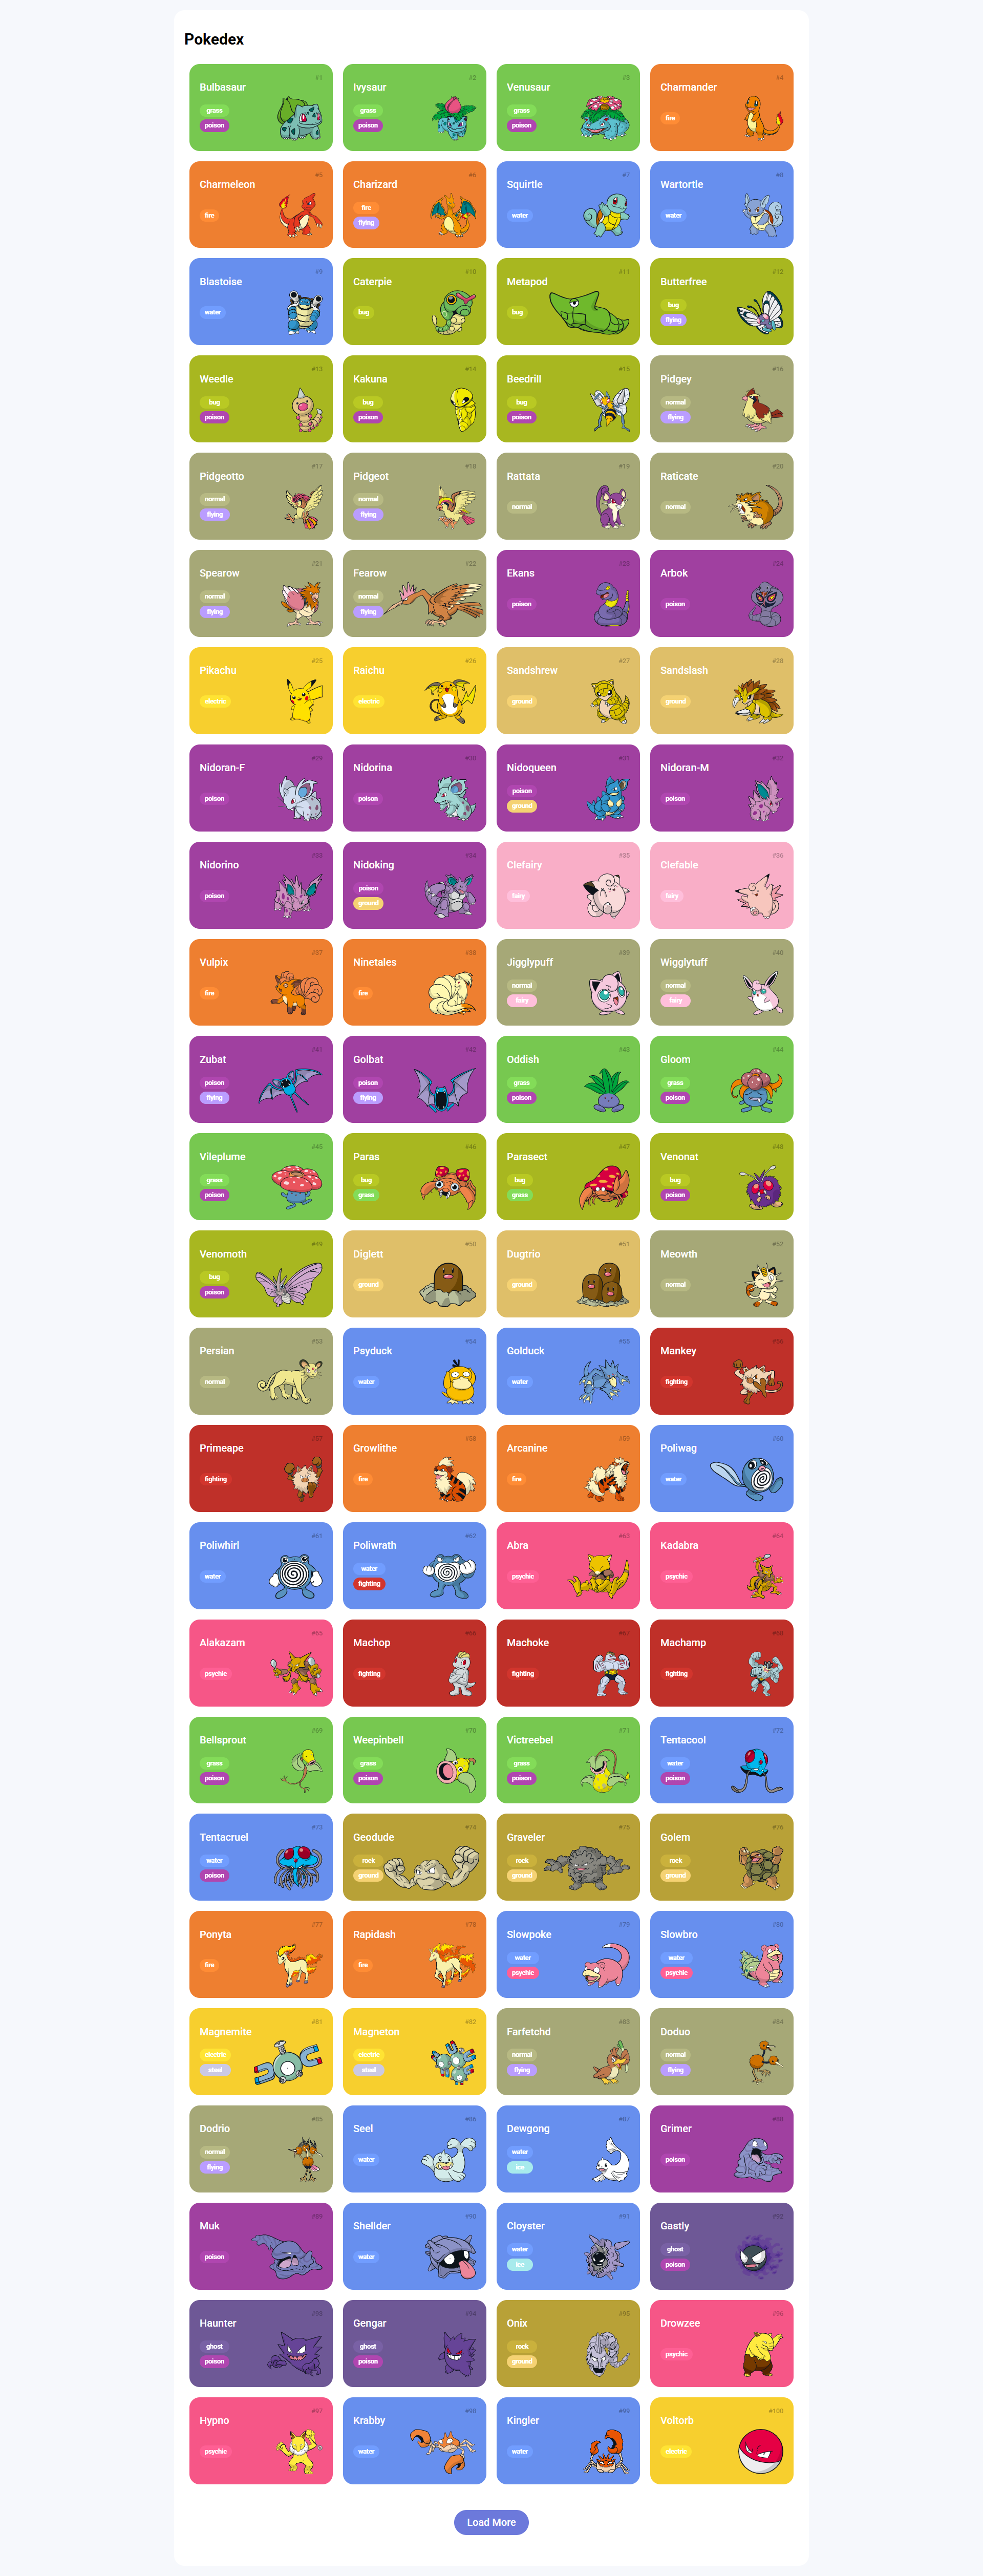 Pokedex
#1
Bulbasaur
grass
poison
#2
Ivysaur
grass
poison
#3
Venusaur
grass
poison
#4
Charmander
fire
#5
Charmeleon
fire
#6
Charizard
fire
flying
#7
Squirtle
water
#8
Wartortle
water
#9
Blastoise
water
#10
Caterpie
bug
#11
Metapod
bug
#12
Butterfree
bug
flying
#13
Weedle
bug
poison
#14
Kakuna
bug
poison
#15
Beedrill
bug
poison
#16
Pidgey
normal
flying
#17
Pidgeotto
normal
flying
#18
Pidgeot
normal
flying
#19
Rattata
normal
#20
Raticate
normal
#21
Spearow
normal
flying
#22
Fearow
normal
flying
#23
Ekans
poison
#24
Arbok
poison
#25
Pikachu
electric
#26
Raichu
electric
#27
Sandshrew
ground
#28
Sandslash
ground
#29
Nidoran-F
poison
#30
Nidorina
poison
#31
Nidoqueen
poison
ground
#32
Nidoran-M
poison
#33
Nidorino
poison
#34
Nidoking
poison
ground
#35
Clefairy
fairy
#36
Clefable
fairy
#37
Vulpix
fire
#38
Ninetales
fire
#39
Jigglypuff
normal
fairy
#40
Wigglytuff
normal
fairy
#41
Zubat
poison
flying
#42
Golbat
poison
flying
#43
Oddish
grass
poison
#44
Gloom
grass
poison
#45
Vileplume
grass
poison
#46
Paras
bug
grass
#47
Parasect
bug
grass
#48
Venonat
bug
poison
#49
Venomoth
bug
poison
#50
Diglett
ground
#51
Dugtrio
ground
#52
Meowth
normal
#53
Persian
normal
#54
Psyduck
water
#55
Golduck
water
#56
Mankey
fighting
#57
Primeape
fighting
#58
Growlithe
fire
#59
Arcanine
fire
#60
Poliwag
water
#61
Poliwhirl
water
#62
Poliwrath
water
fighting
#63
Abra
psychic
#64
Kadabra
psychic
#65
Alakazam
psychic
#66
Machop
fighting
#67
Machoke
fighting
#68
Machamp
fighting
#69
Bellsprout
grass
poison
#70
Weepinbell
grass
poison
#71
Victreebel
grass
poison
#72
Tentacool
water
poison
#73
Tentacruel
water
poison
#74
Geodude
rock
ground
#75
Graveler
rock
ground
#76
Golem
rock
ground
#77
Ponyta
fire
#78
Rapidash
fire
#79
Slowpoke
water
psychic
#80
Slowbro
water
psychic
#81
Magnemite
electric
steel
#82
Magneton
electric
steel
#83
Farfetchd
normal
flying
#84
Doduo
normal
flying
#85
Dodrio
normal
flying
#86
Seel
water
#87
Dewgong
water
ice
#88
Grimer
poison
#89
Muk
poison
#90
Shellder
water
#91
Cloyster
water
ice
#92
Gastly
ghost
poison
#93
Haunter
ghost
poison
#94
Gengar
ghost
poison
#95
Onix
rock
ground
#96
Drowzee
psychic
#97
Hypno
psychic
#98
Krabby
water
#99
Kingler
water
#100
Voltorb
electric
Load More